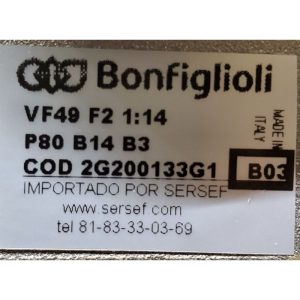 Bonfiglioli
VF49 F2 1:14
P80 B14 B3
MADE IN ITALY
COD 2G200133G1 B03
IMPORTADO POR SERSEF
www.sersef.com
tel 81-83-33-03-69